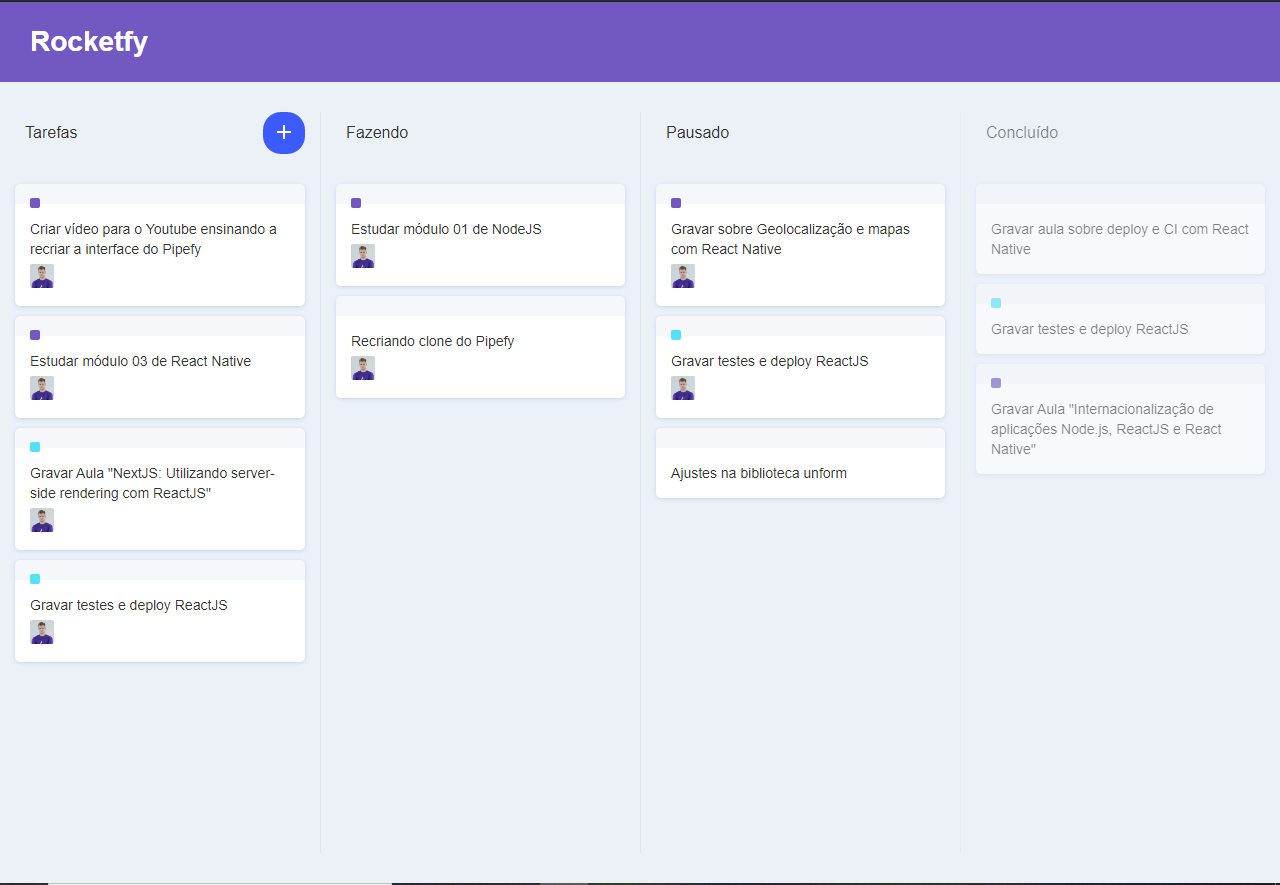 Rocketfy
Tarefas
Criar vídeo para o Youtube ensinando a
recriar a interface do Pipefy
Estudar módulo 03 de React Native
Gravar Aula "NextJS: Utilizando server-
side rendering com ReactJS"
Gravar testes e deploy ReactJS
Fazendo
Estudar módulo 01 de NodeJS
Recriando clone do Pipefy
Pausado
Gravar sobre Geolocalização e mapas
com React Native
Gravar testes e deploy ReactJS
Ajustes na biblioteca unform
Concluído
Gravar aula sobre deploy e CI com React
Native
Gravar testes e deploy ReactJS
Gravar Aula "Internacionalização de
aplicações Node.js, ReactJS e React
Native"